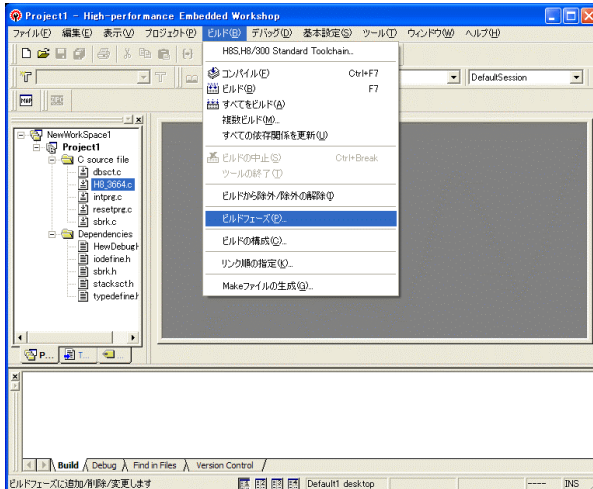 Project1 - High-performance Embedded Workshop
ファイル(F) 編集(E) 表示(V) プロジェクト(P) ビルド(B) デバッグ(D) 基本設定(S) ツール(T) ウィンドウ(W) ヘルプ(H)
H8S,H8/300 Standard Toolchain...
コンパイル(F) Ctrl+F7
ビルド(B) F7
すべてをビルド(A)
複数ビルド(M)...
すべての依存関係を更新(U)
ビルドの中止(S) Ctrl+Break
ツールの終了(T)
ビルドから除外/除外の解除(I)
ビルドフェーズ(P)...
ビルドの構成(C)...
リンク順の指定(K)...
Makeファイルの生成(G)...
DefaultSession
MAP
NewWorkSpace1
Project1
C source file
dbsct.c
H8_3664.c
intprg.c
resetprg.c
sbrk.c
Dependencies
HewDebug
iodefine.h
sbrk.h
stacksct.h
typedefine.h
P... T... ...
Build Debug Find in Files Version Control
ビルドフェーズに追加/削除/変更します Default1 desktop ---- INS